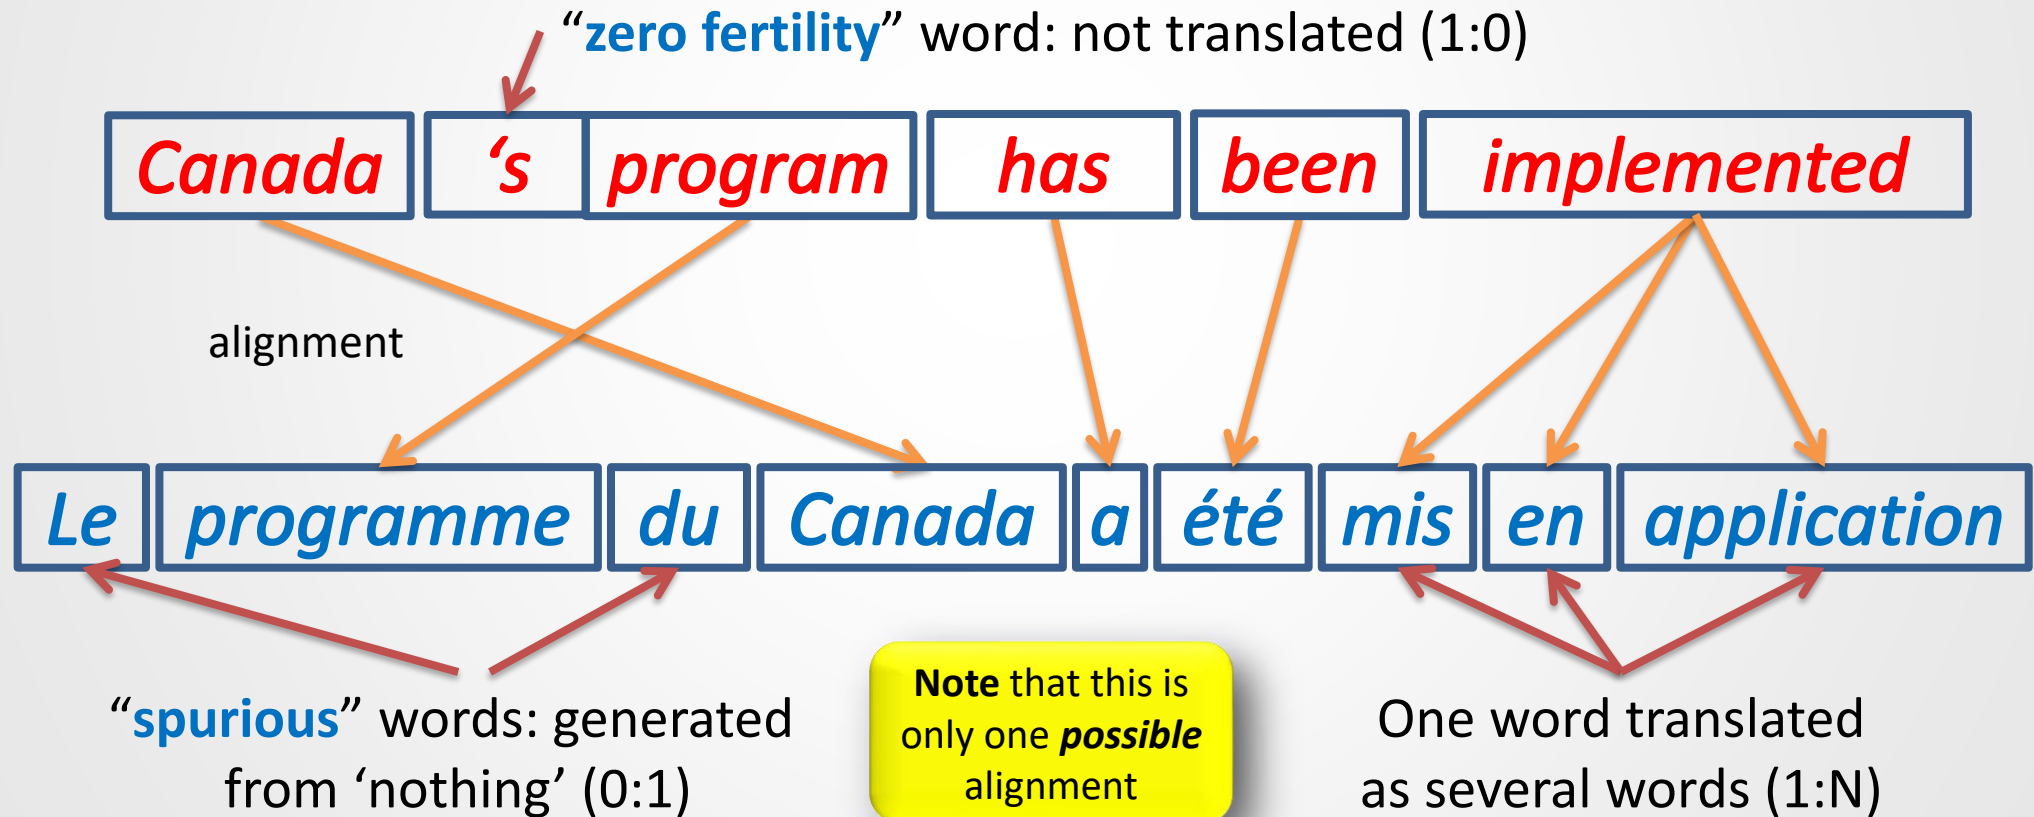 “zero fertility” word: not translated (1:0)
Canada ‘s program has been implemented
alignment
Le programme du Canada a été mis en application
“spurious” words: generated
from ‘nothing’ (0:1)
Note that this is
only one possible
alignment
One word translated
as several words (1:N)